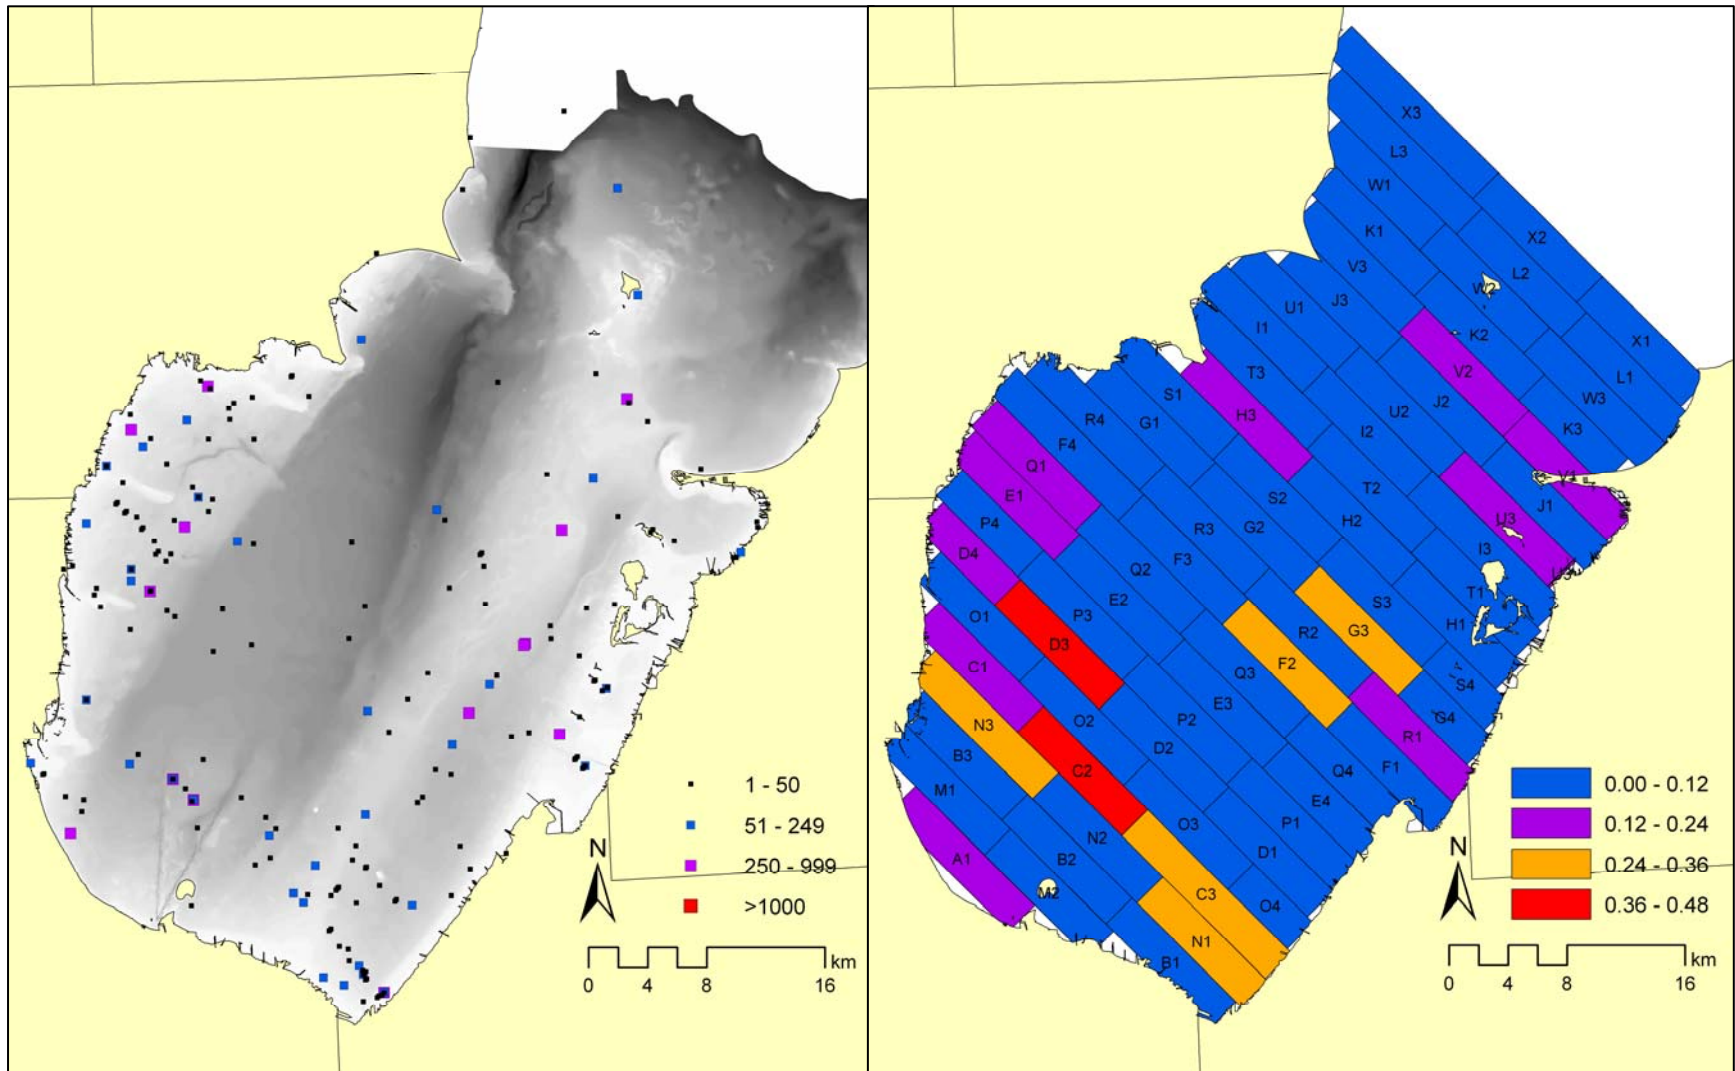 1 - 50
51 - 249
250 - 999
>1000
N
km
0 4 8 16
X3
L3
W1
K1
X2
V3
L2
W2
J3
U1
I1
K2
X1
T3
V2
L1
S1
J2
W3
H3
U2
R4
G1
I2
K3
F4
Q1
V1
T2
E1
S2
J1
P4
H2
U3
R3
G2
I3
D4
F3
Q2
U3
T1
E2
S3
P3
H1
O1
G3
R2
D3
F2
C1
Q3
S4
E3
O2
P2
G4
N3
R1
D2
B3
C2
Q4
F1
M1
E4
O3
P1
N2
D1
A1
B2
M2
C3
O4
N1
B1
0.00 - 0.12
0.12 - 0.24
0.24 - 0.36
0.36 - 0.48
N
km
0 4 8 16